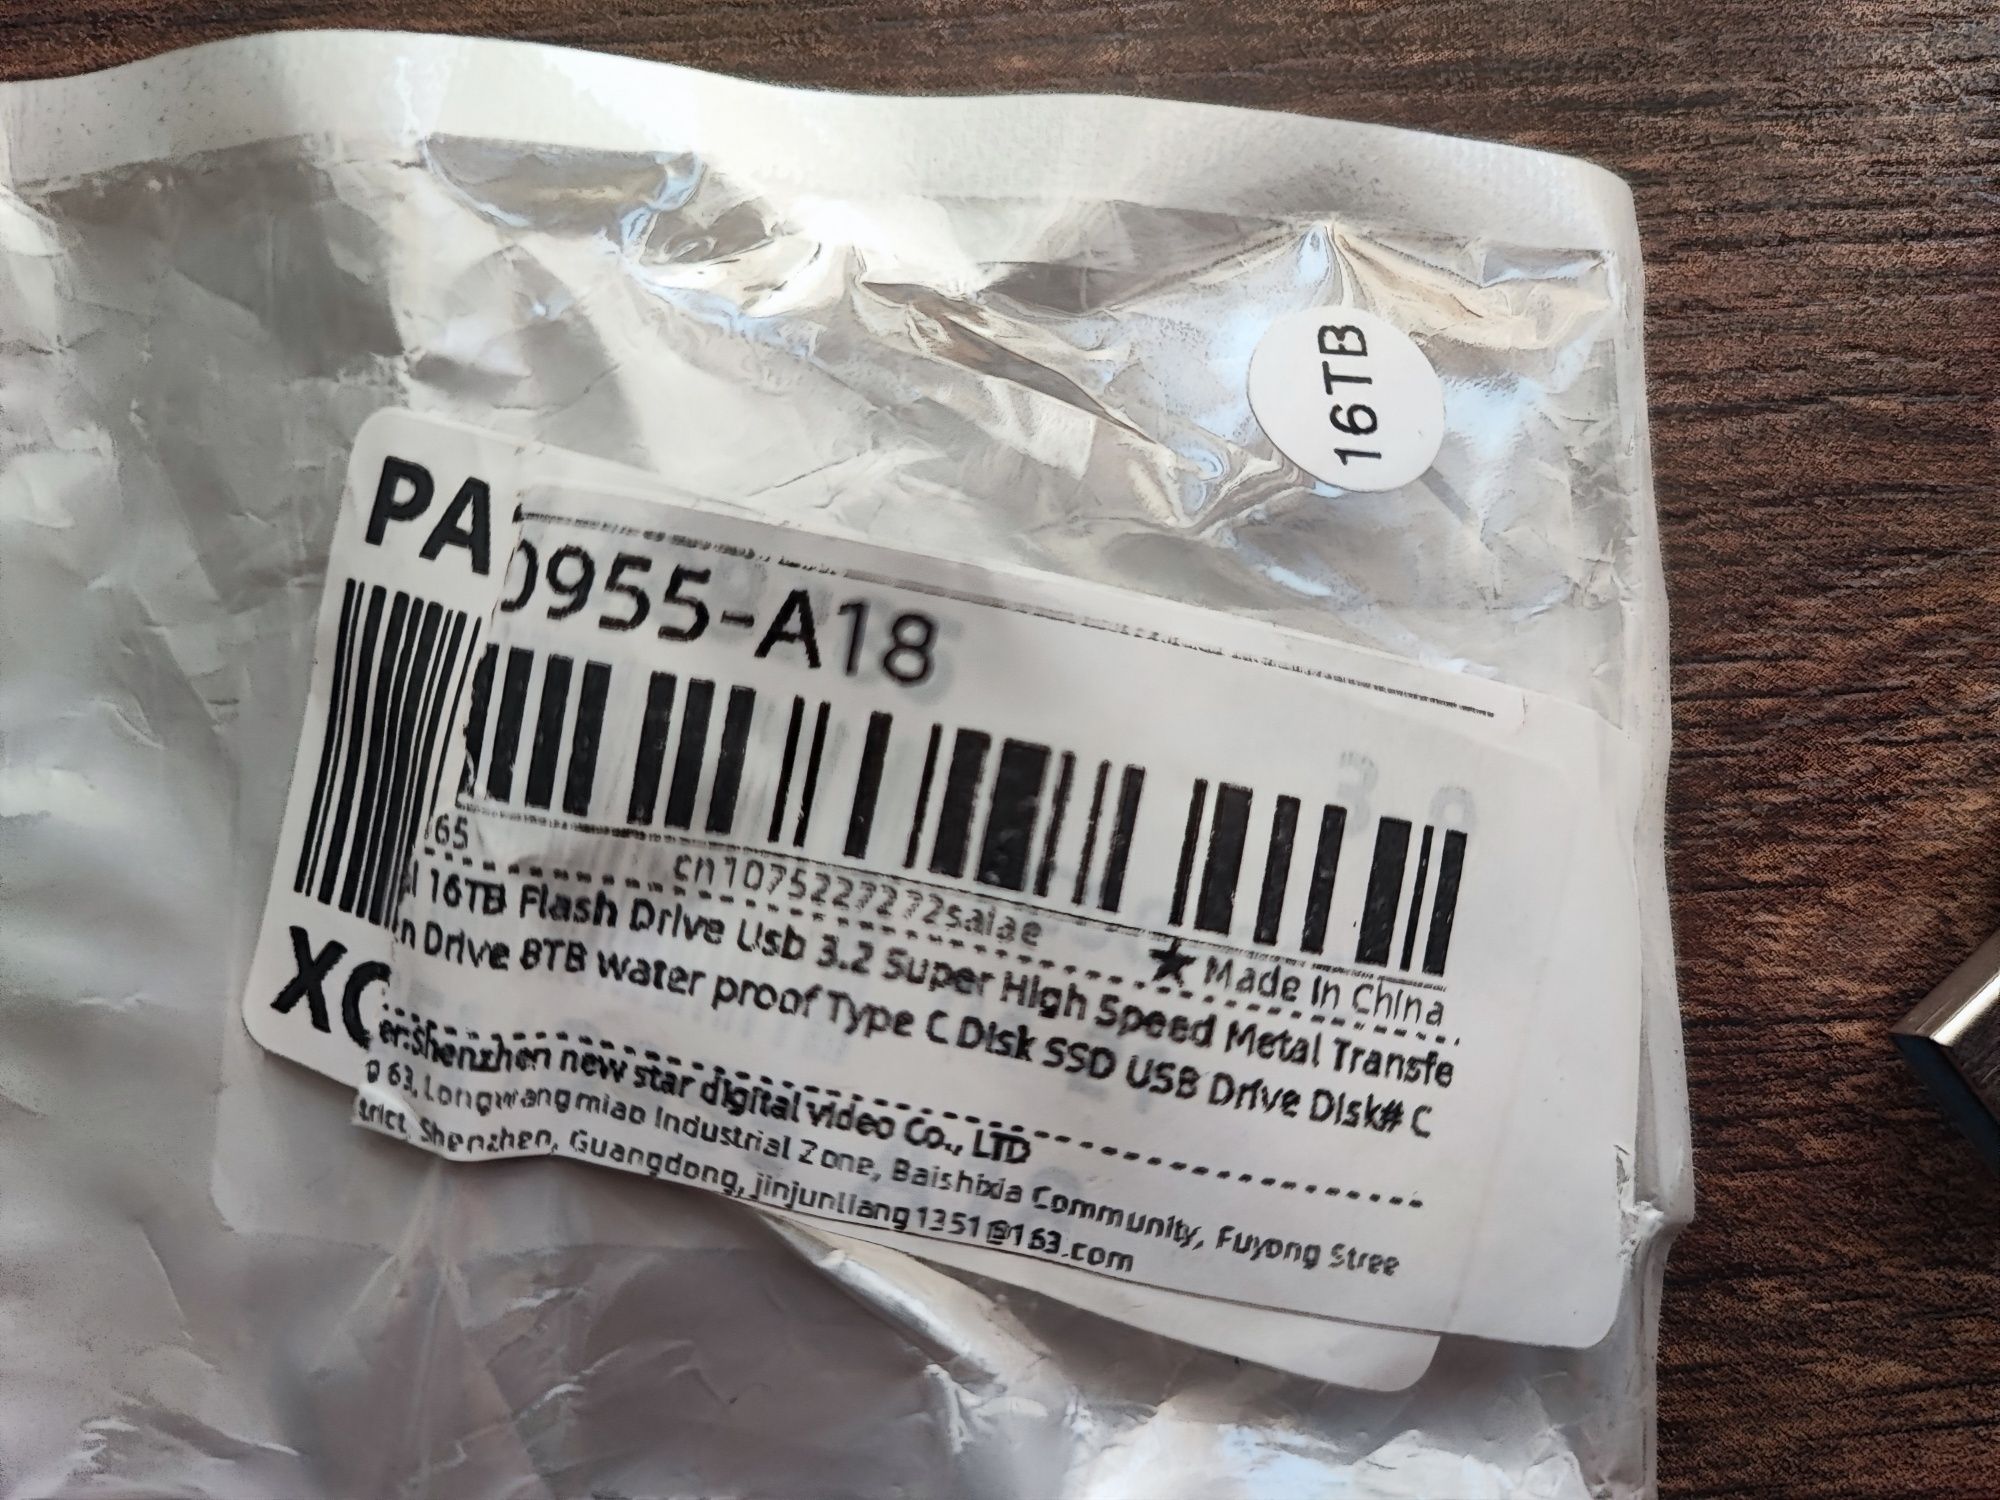 16TB
PA
0955-A18
65
cn1075227272salae
★ Made In China
l 16TB Flash Drive Usb 3.2 Super High Speed Metal Transfe
n Drive 8TB water proof Type C Disk SSD USB Drive Disk# C
XC
er:Shenzhen new star digital video Co., LTD
g 63, Longwangmiao Industrial Zone, Baishixia Community, Fuyong Stree
trict, Shenzhen, Guangdong, jinjunliang1351@163.com